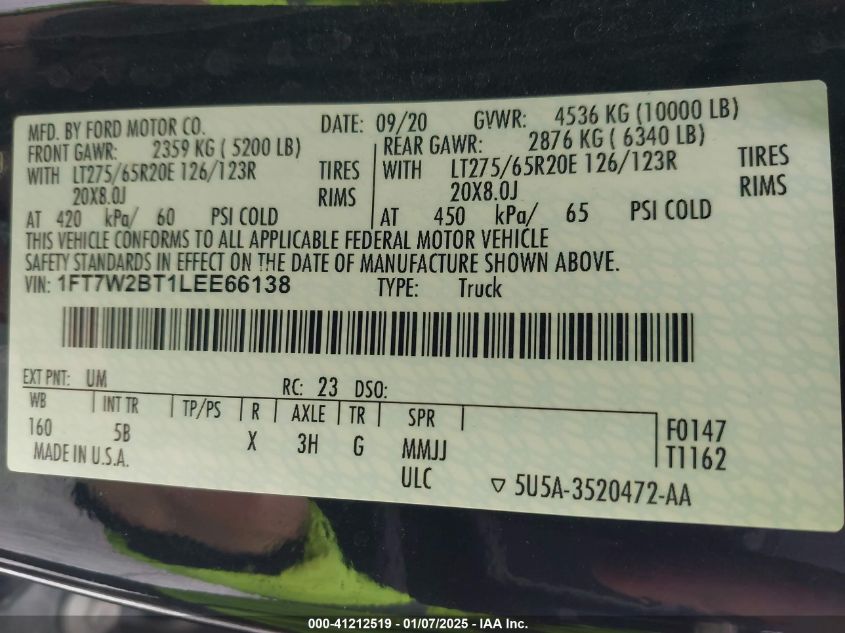 MFD. BY FORD MOTOR CO. DATE: 09/20 GVWR: 4536 KG (10000 LB)
FRONT GAWR: 2359 KG ( 5200 LB) REAR GAWR: 2876 KG ( 6340 LB)
WITH LT275/65R20E 126/123R TIRES WITH LT275/65R20E 126/123R TIRES
20X8.0J RIMS 20X8.0J RIMS
AT 420 kPa/ 60 PSI COLD AT 450 kPa/ 65 PSI COLD
THIS VEHICLE CONFORMS TO ALL APPLICABLE FEDERAL MOTOR VEHICLE
SAFETY STANDARDS IN EFFECT ON THE DATE OF MANUFACTURE SHOWN ABOVE.
VIN: 1FT7W2BT1LEE66138 TYPE: Truck
EXT PNT: UM RC: 23 DSO:
WB INT TR TP/PS R AXLE TR SPR
160 5B X 3H G MMJJ F0147
MADE IN U.S.A. ULC T1162
▽ 5U5A-3520472-AA
000-41212519 - 01/07/2025 - IAA Inc.